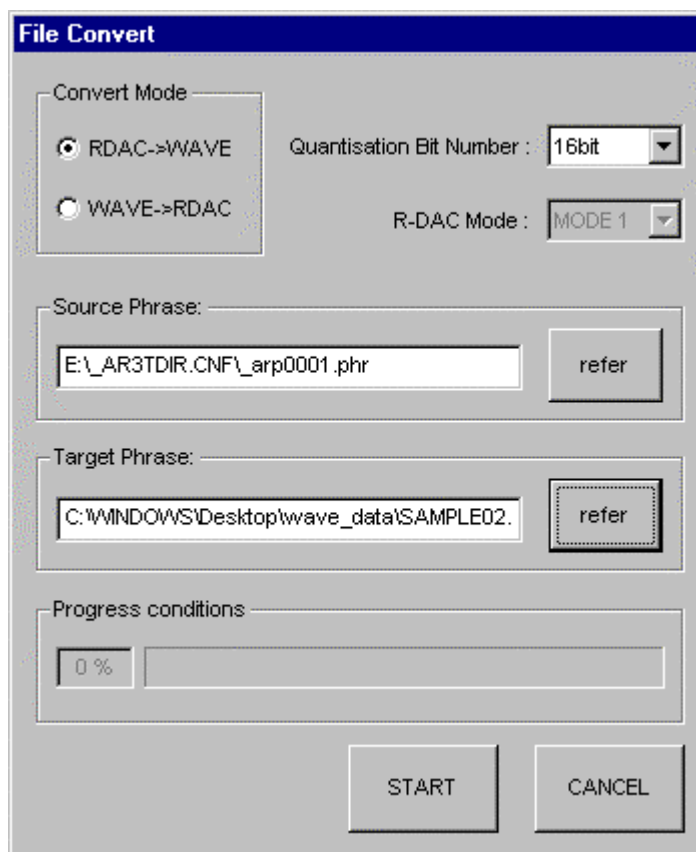 File Convert
Convert Mode
RDAC->WAVE
WAVE->RDAC
Quantisation Bit Number :
16bit
R-DAC Mode :
MODE 1
Source Phrase:
E:\_AR3TDIR.CNF\_arp0001.phr
refer
Target Phrase:
C:\WINDOWS\Desktop\wave_data\SAMPLE02.
refer
Progress conditions
0 %
START
CANCEL